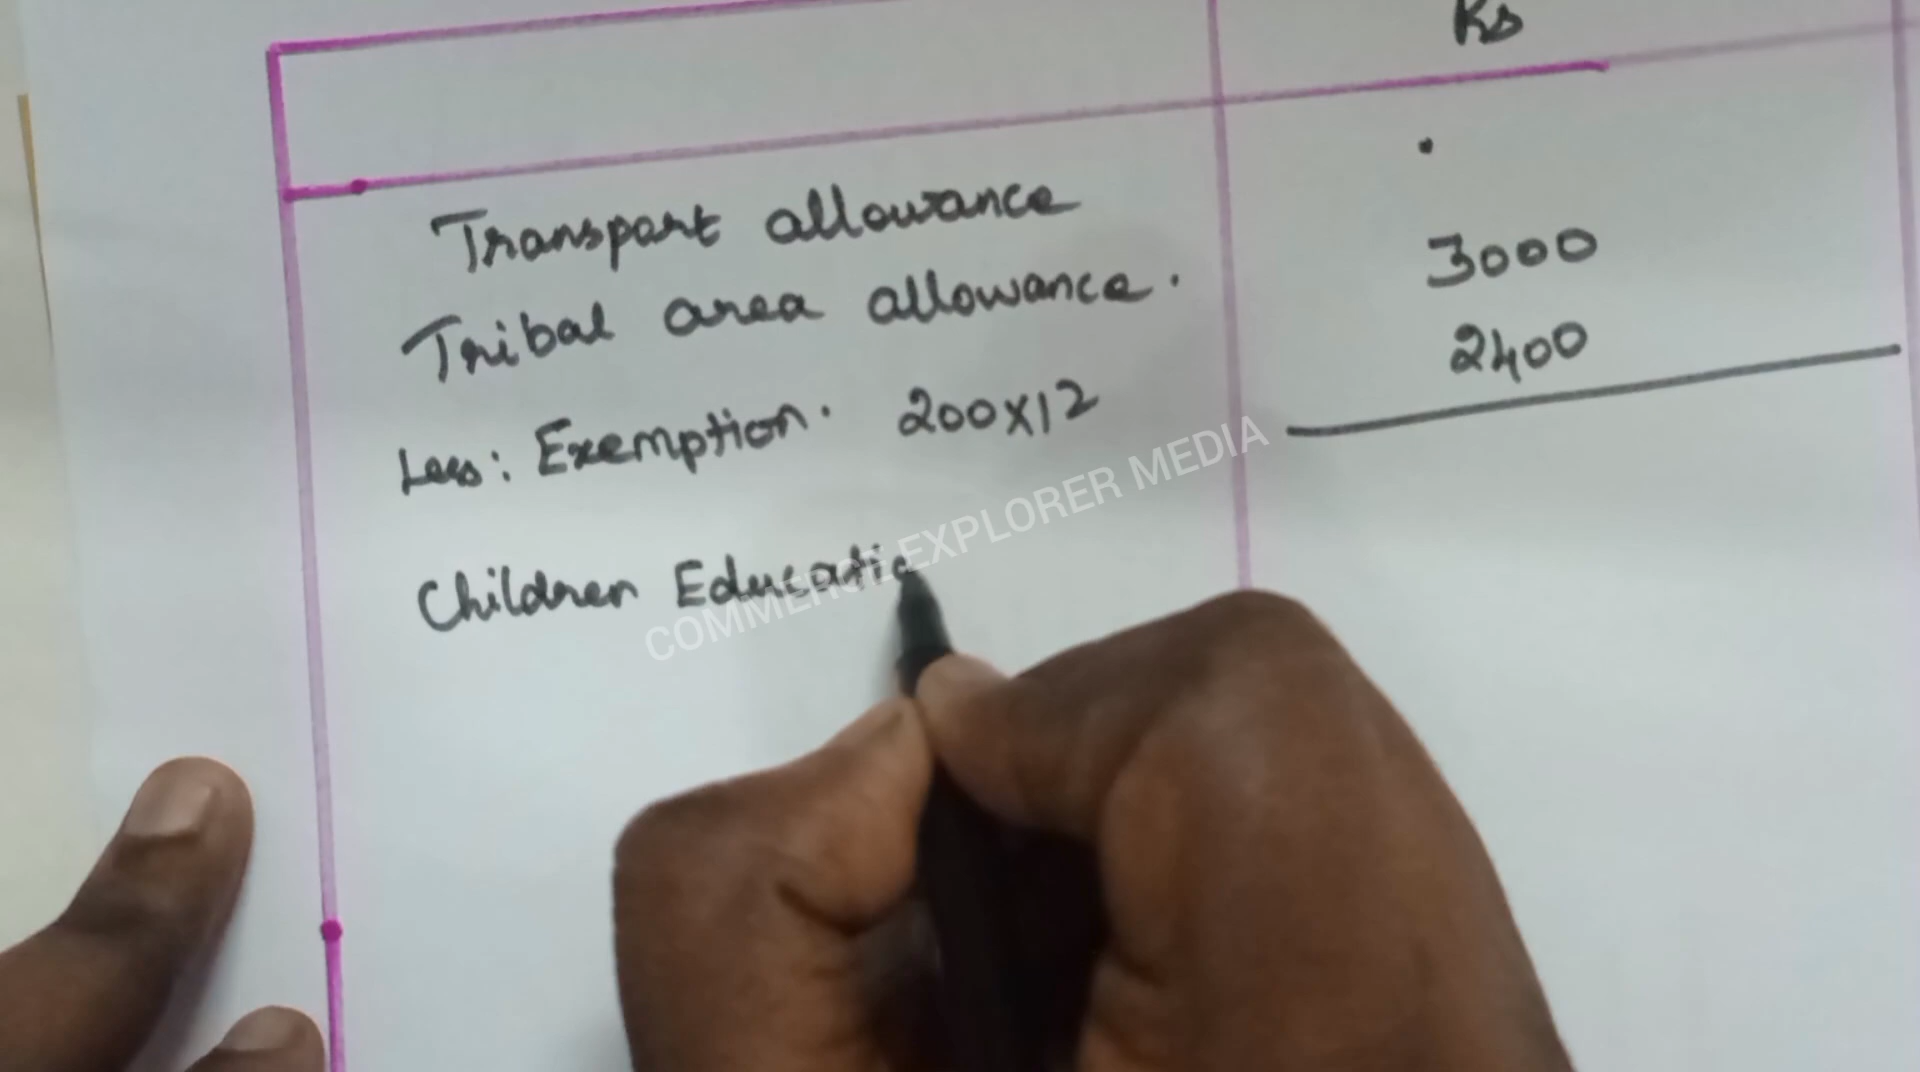 Rs
Transport allowance .
Tribal area allowance. 3000
Less: Exemption. 200x12 2400
Children Educatio
COMMERCE EXPLORER MEDIA